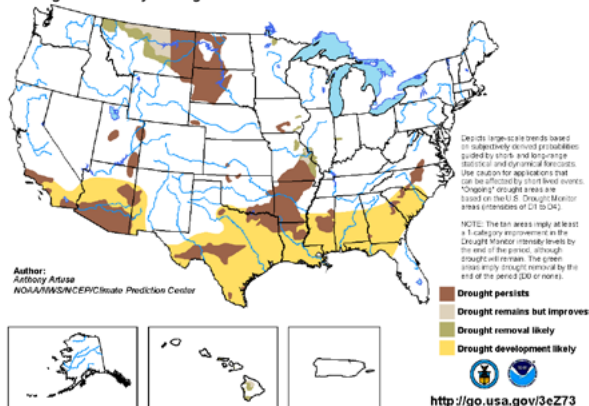 Depicts large-scale trends based
on subjectively derived probabilities
guided by short- and long-range
statistical and dynamical forecasts.
Use caution for applications that
can be affected by short lived events.
"Ongoing" drought areas are
based on the U.S. Drought Monitor
areas (intensities of D1 to D4).
NOTE: The tan areas imply at least
a 1-category improvement in the
Drought Monitor intensity levels by
the end of the period, although
drought will remain. The green
areas imply drought removal by the
end of the period (D0 or none).
Author:
Anthony Artusa
NOAA/NWS/NCEP/Climate Prediction Center
Drought persists
Drought remains but improves
Drought removal likely
Drought development likely
http://go.usa.gov/3eZ73